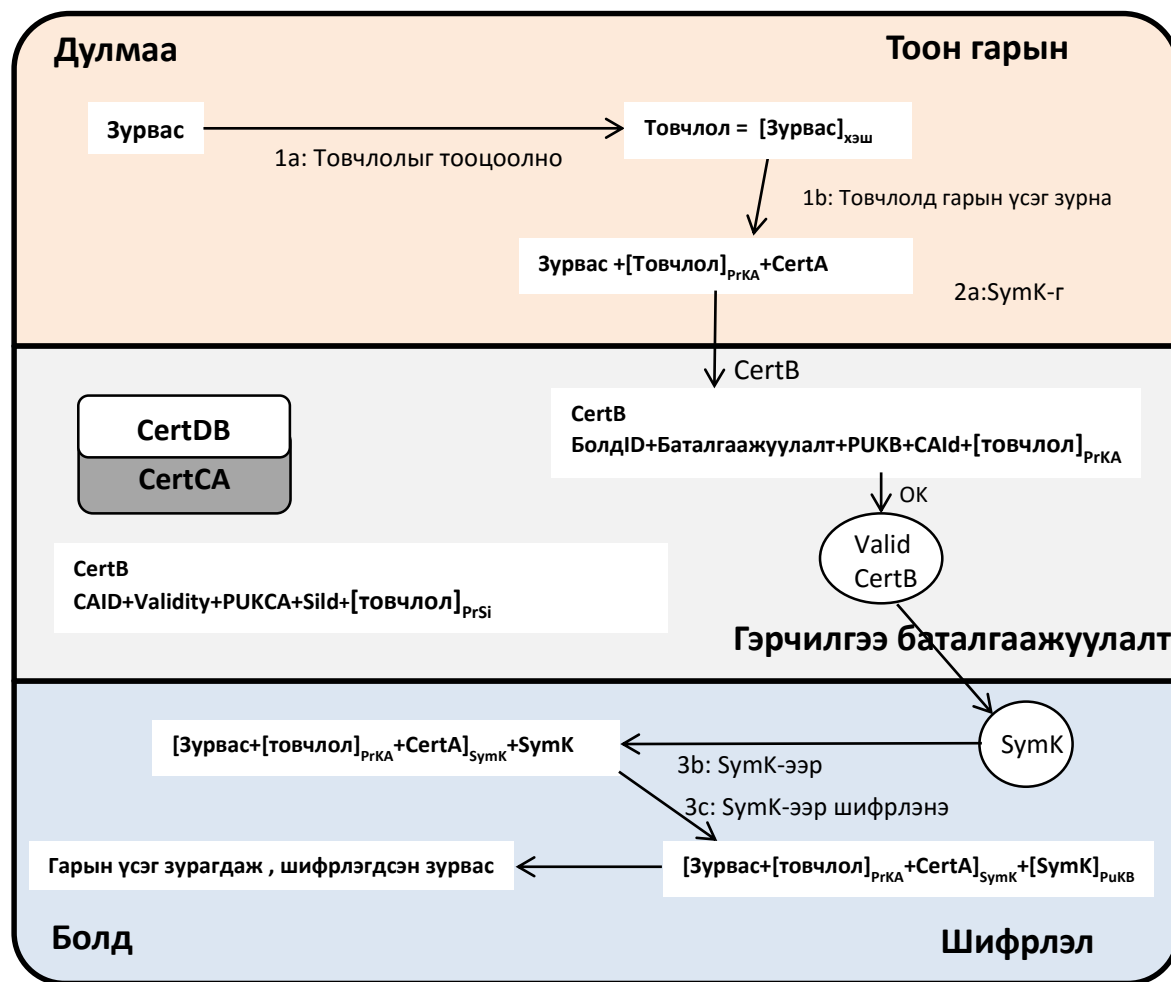 Дулмаа
Тоон гарын
Зурвас
Товчлол = [Зурвас]хэш
1a: Товчлолыг тооцоолно
1b: Товчлолд гарын үсэг зурна
Зурвас +[Товчлол]PrKA+CertA
2a:SymK-г
CertB
CertDB
CertCA
CertB
БолдID+Баталгаажуулалт+PUKB+CAId+[товчлол]PrKA
OK
Valid
CertB
CertB
CAID+Validity+PUKCA+SiId+[товчлол]PrSi
Гэрчилгээ баталгаажуулалт
[Зурвас+[товчлол]PrKA+CertA]SymK+SymK
SymK
3b: SymK-ээр
3c: SymK-ээр шифрлэнэ
Гарын үсэг зурагдаж , шифрлэгдсэн зурвас
[Зурвас+[товчлол]PrKA+CertA]SymK+[SymK]PuKB
Болд
Шифрлэл